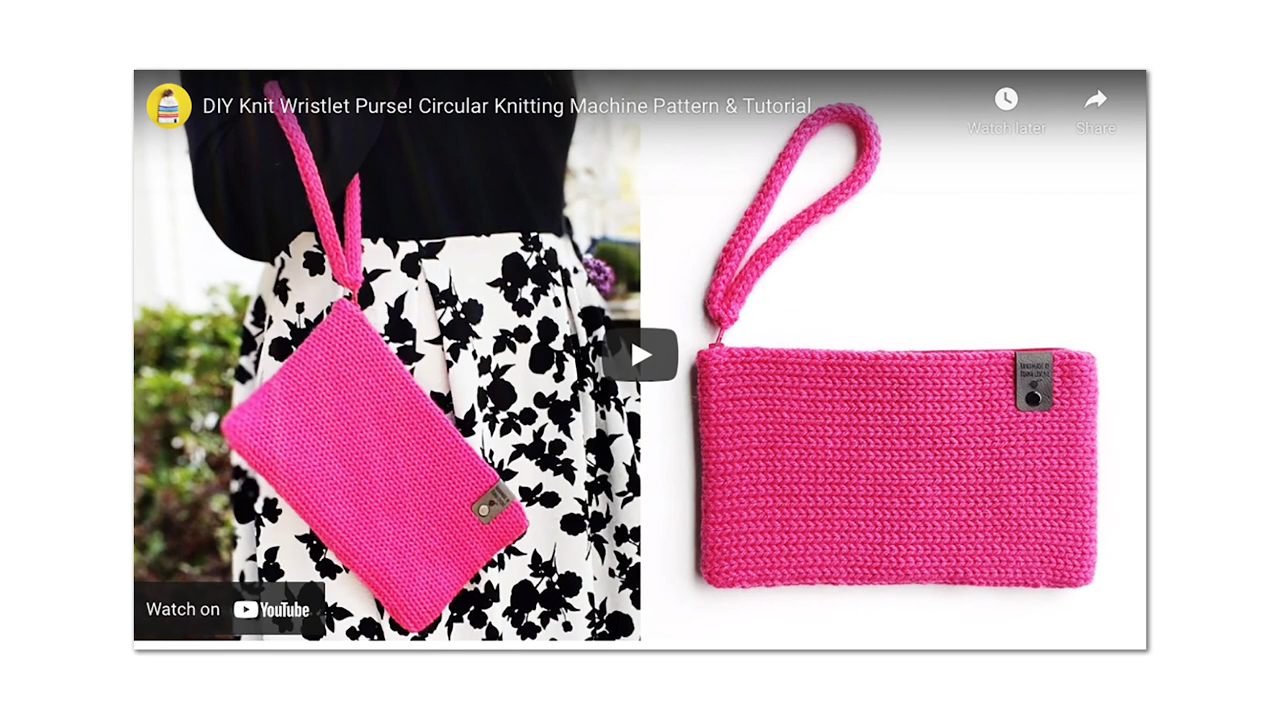 DIY Knit Wristlet Purse! Circular Knitting Machine Pattern & Tutorial
Watch later
Share
Watch on YouTube